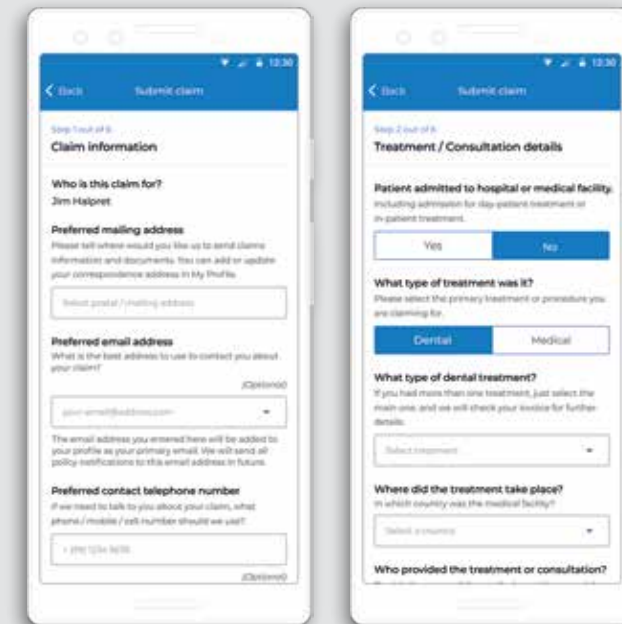 12:30
Back Submit claim
Step 1 out of 6
Claim information
Who is this claim for?
Jim Halpret
Preferred mailing address
Please tell where would you like us to send claims
information and documents. You can add or update
your correspondence address in My Profile.
Select postal / mailing address
Preferred email address
What is the best address to use to contact you about
your claim?
(Optional)
your-email@address.com
The email address you entered here will be added to
your profile as your primary email. We will send all
policy notifications to this email address in future.
Preferred contact telephone number
If we need to talk to you about your claim, what
phone / mobile / cell number should we use?
(Optional)
12:30
Back Submit claim
Step 2 out of 6
Treatment / Consultation details
Patient admitted to hospital or medical facility.
Including admission for day-patient treatment or
in-patient treatment.
Yes No
What type of treatment was it?
Please select the primary treatment or procedure you
are claiming for.
Dental Medical
What type of dental treatment?
If you had more than one treatment, just select the
main one, and we will check your invoice for further
details.
Select treatment
Where did the treatment take place?
In which country was the medical facility?
Select a country
Who provided the treatment or consultation?